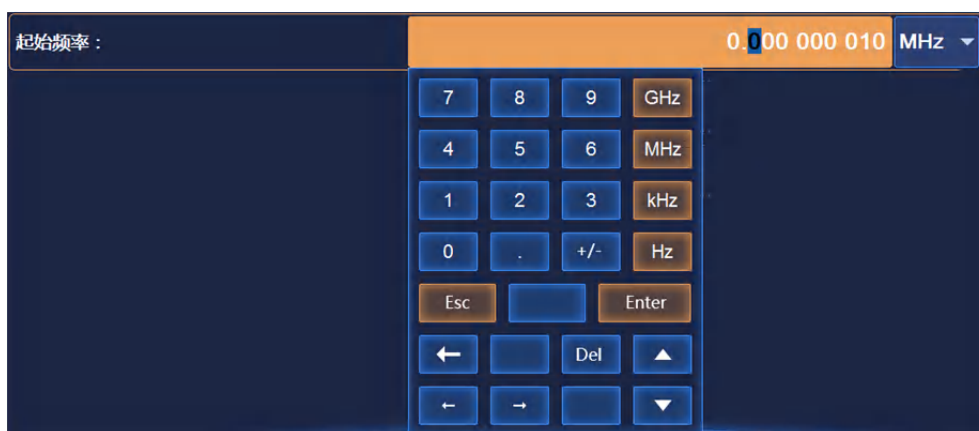 起始频率： 0.000 000 010 MHz
7 8 9 GHz
4 5 6 MHz
1 2 3 kHz
0 . +/- Hz
Esc Enter
← Del ▲
← → ▼